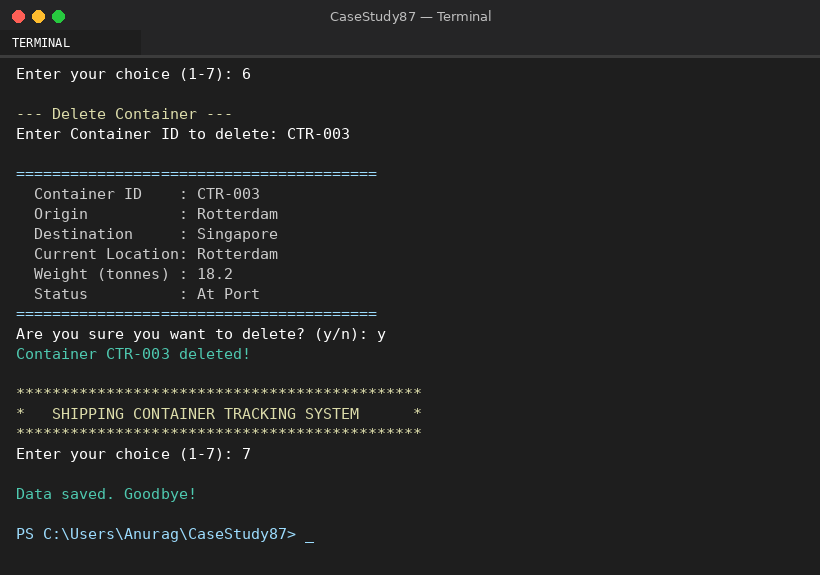 CaseStudy87 — Terminal
TERMINAL
Enter your choice (1-7): 6
--- Delete Container ---
Enter Container ID to delete: CTR-003
========================================
  Container ID    : CTR-003
  Origin          : Rotterdam
  Destination     : Singapore
  Current Location: Rotterdam
  Weight (tonnes) : 18.2
  Status          : At Port
========================================
Are you sure you want to delete? (y/n): y
Container CTR-003 deleted!
*********************************************
*   SHIPPING CONTAINER TRACKING SYSTEM      *
*********************************************
Enter your choice (1-7): 7
Data saved. Goodbye!
PS C:\Users\Anurag\CaseStudy87> _